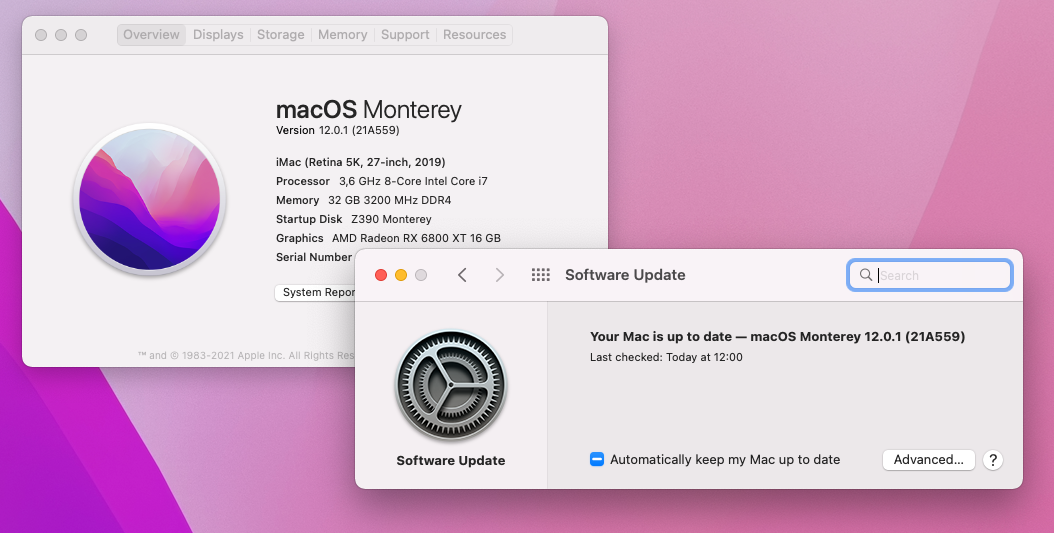 Overview Displays Storage Memory Support Resources
macOS Monterey
Version 12.0.1 (21A559)
iMac (Retina 5K, 27-inch, 2019)
Processor 3,6 GHz 8-Core Intel Core i7
Memory 32 GB 3200 MHz DDR4
Startup Disk Z390 Monterey
Graphics AMD Radeon RX 6800 XT 16 GB
Serial Number
System Repor
™ and © 1983-2021 Apple Inc. All Rights Res
Software Update
Search
Your Mac is up to date — macOS Monterey 12.0.1 (21A559)
Last checked: Today at 12:00
Software Update
Automatically keep my Mac up to date
Advanced...
?